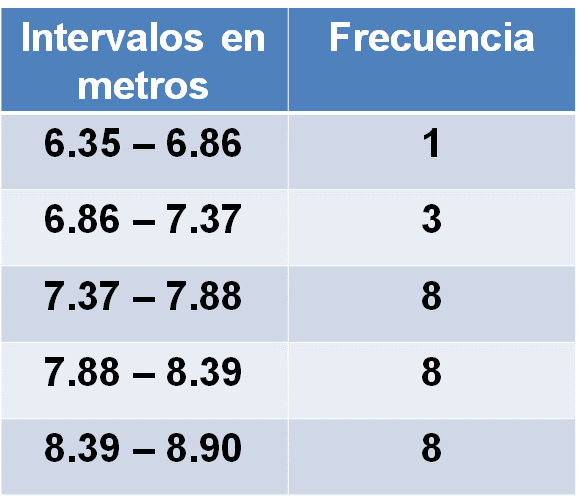 Intervalos en Frecuencia
metros
6.35 – 6.86 1
6.86 – 7.37 3
7.37 – 7.88 8
7.88 – 8.39 8
8.39 – 8.90 8